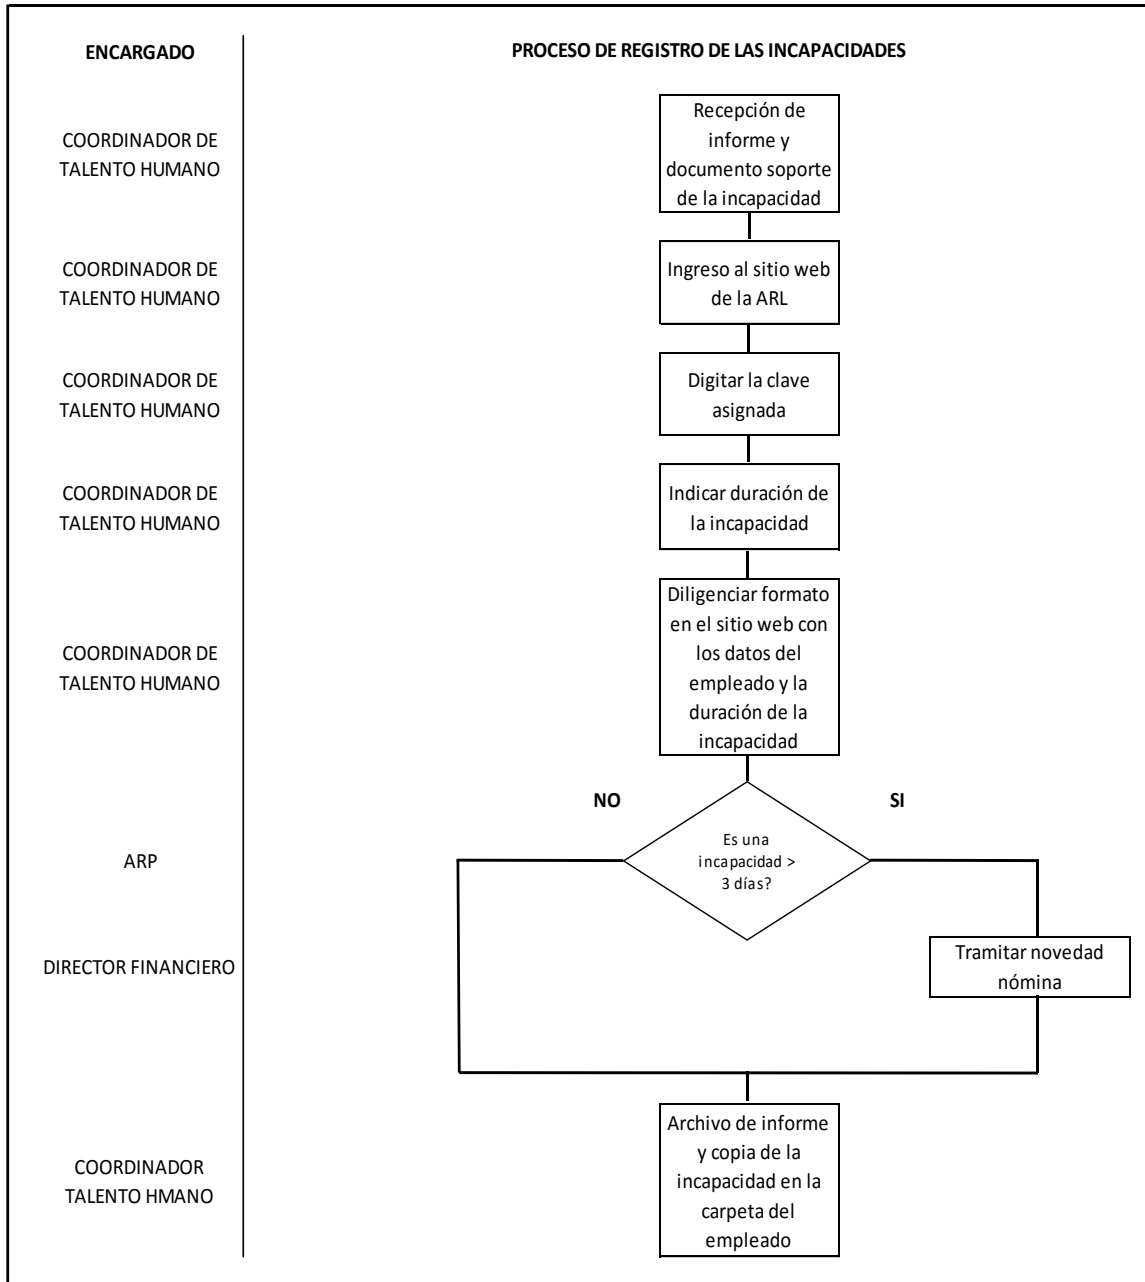 ENCARGADO
PROCESO DE REGISTRO DE LAS INCAPACIDADES
COORDINADOR DE
TALENTO HUMANO
Recepción de
informe y
documento soporte
de la incapacidad
COORDINADOR DE
TALENTO HUMANO
Ingreso al sitio web
de la ARL
COORDINADOR DE
TALENTO HUMANO
Digitar la clave
asignada
COORDINADOR DE
TALENTO HUMANO
Indicar duración de
la incapacidad
COORDINADOR DE
TALENTO HUMANO
Diligenciar formato
en el sitio web con
los datos del
empleado y la
duración de la
incapacidad
NO
SI
ARP
Es una
incapacidad >
3 días?
DIRECTOR FINANCIERO
Tramitar novedad
nómina
COORDINADOR
TALENTO HMANO
Archivo de informe
y copia de la
incapacidad en la
carpeta del
empleado